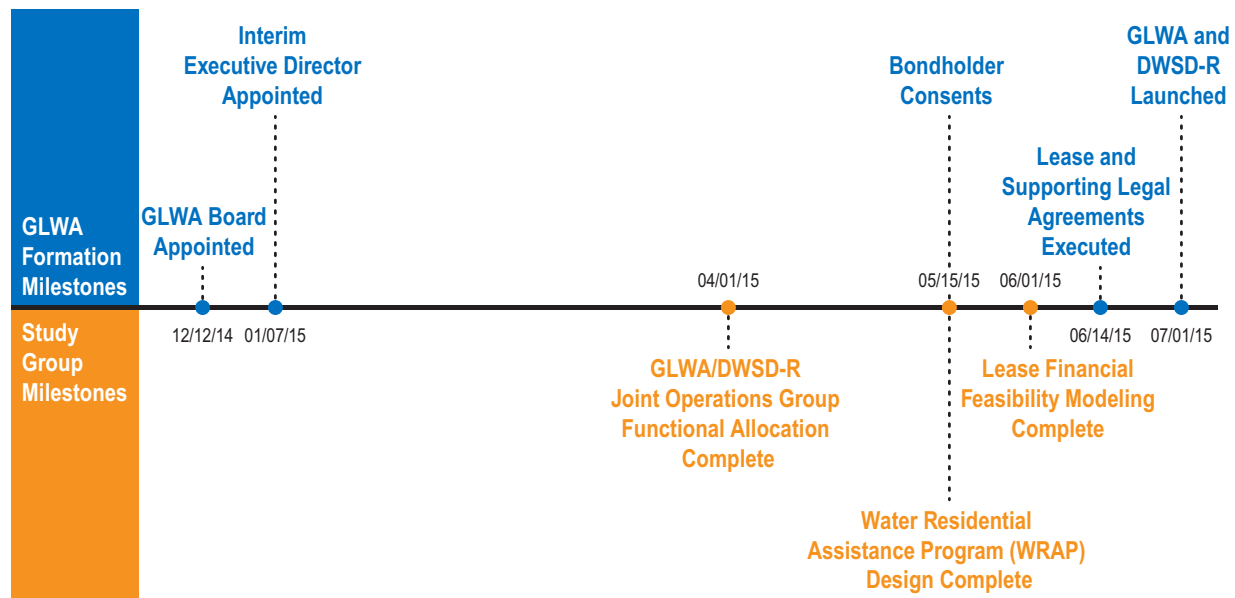 Interim
Executive Director
Appointed
Bondholder
Consents
GLWA and
DWSD-R
Launched
Lease and
Supporting Legal
Agreements
Executed
GLWA Board
Appointed
GLWA
Formation
Milestones
04/01/15
05/15/15
06/01/15
Study
Group
Milestones
12/12/14
01/07/15
06/14/15
07/01/15
GLWA/DWSD-R
Joint Operations Group
Functional Allocation
Complete
Lease Financial
Feasibility Modeling
Complete
Water Residential
Assistance Program (WRAP)
Design Complete